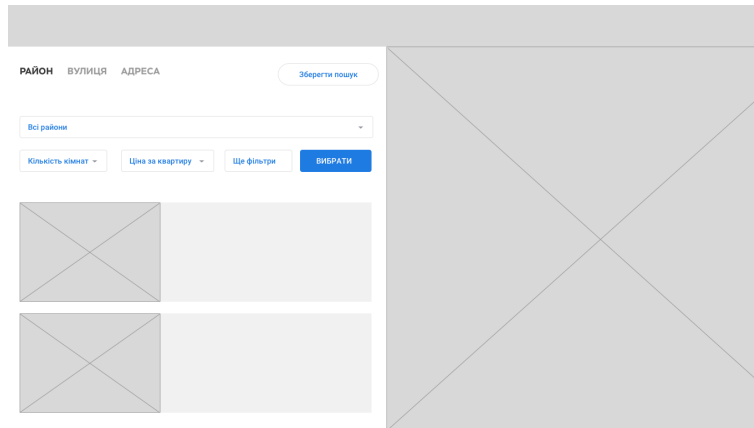 РАЙОН ВУЛИЦЯ АДРЕСА
Зберегти пошук
Всі райони
Кількість кімнат Ціна за квартиру Ще фільтри ВИБРАТИ